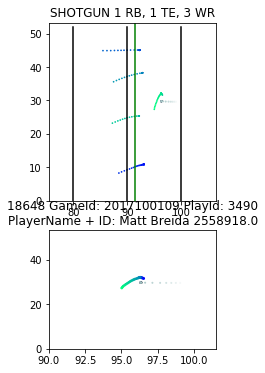 SHOTGUN 1 RB, 1 TE, 3 WR
50
40
30
20
10
0
80 90 100
18648 GameId: 2017100109 PlayId: 3490
PlayerName + ID: Matt Breida 2558918.0
40
20
0
90.0 92.5 95.0 97.5 100.0